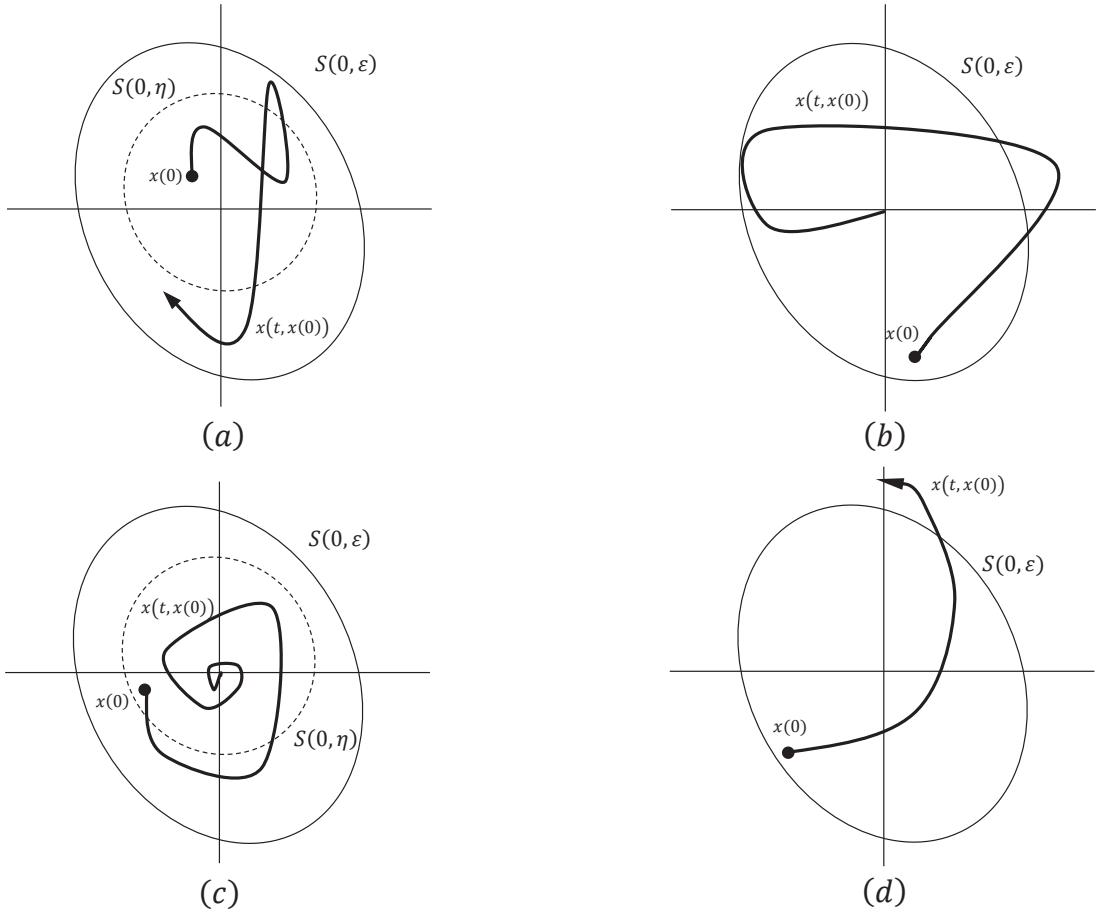 S(0, ε)
S(0, η)
x(0)
x(t, x(0))
(a)
S(0, ε)
x(t, x(0))
x(0)
(b)
S(0, ε)
x(t, x(0))
x(0)
S(0, η)
(c)
x(t, x(0))
S(0, ε)
x(0)
(d)